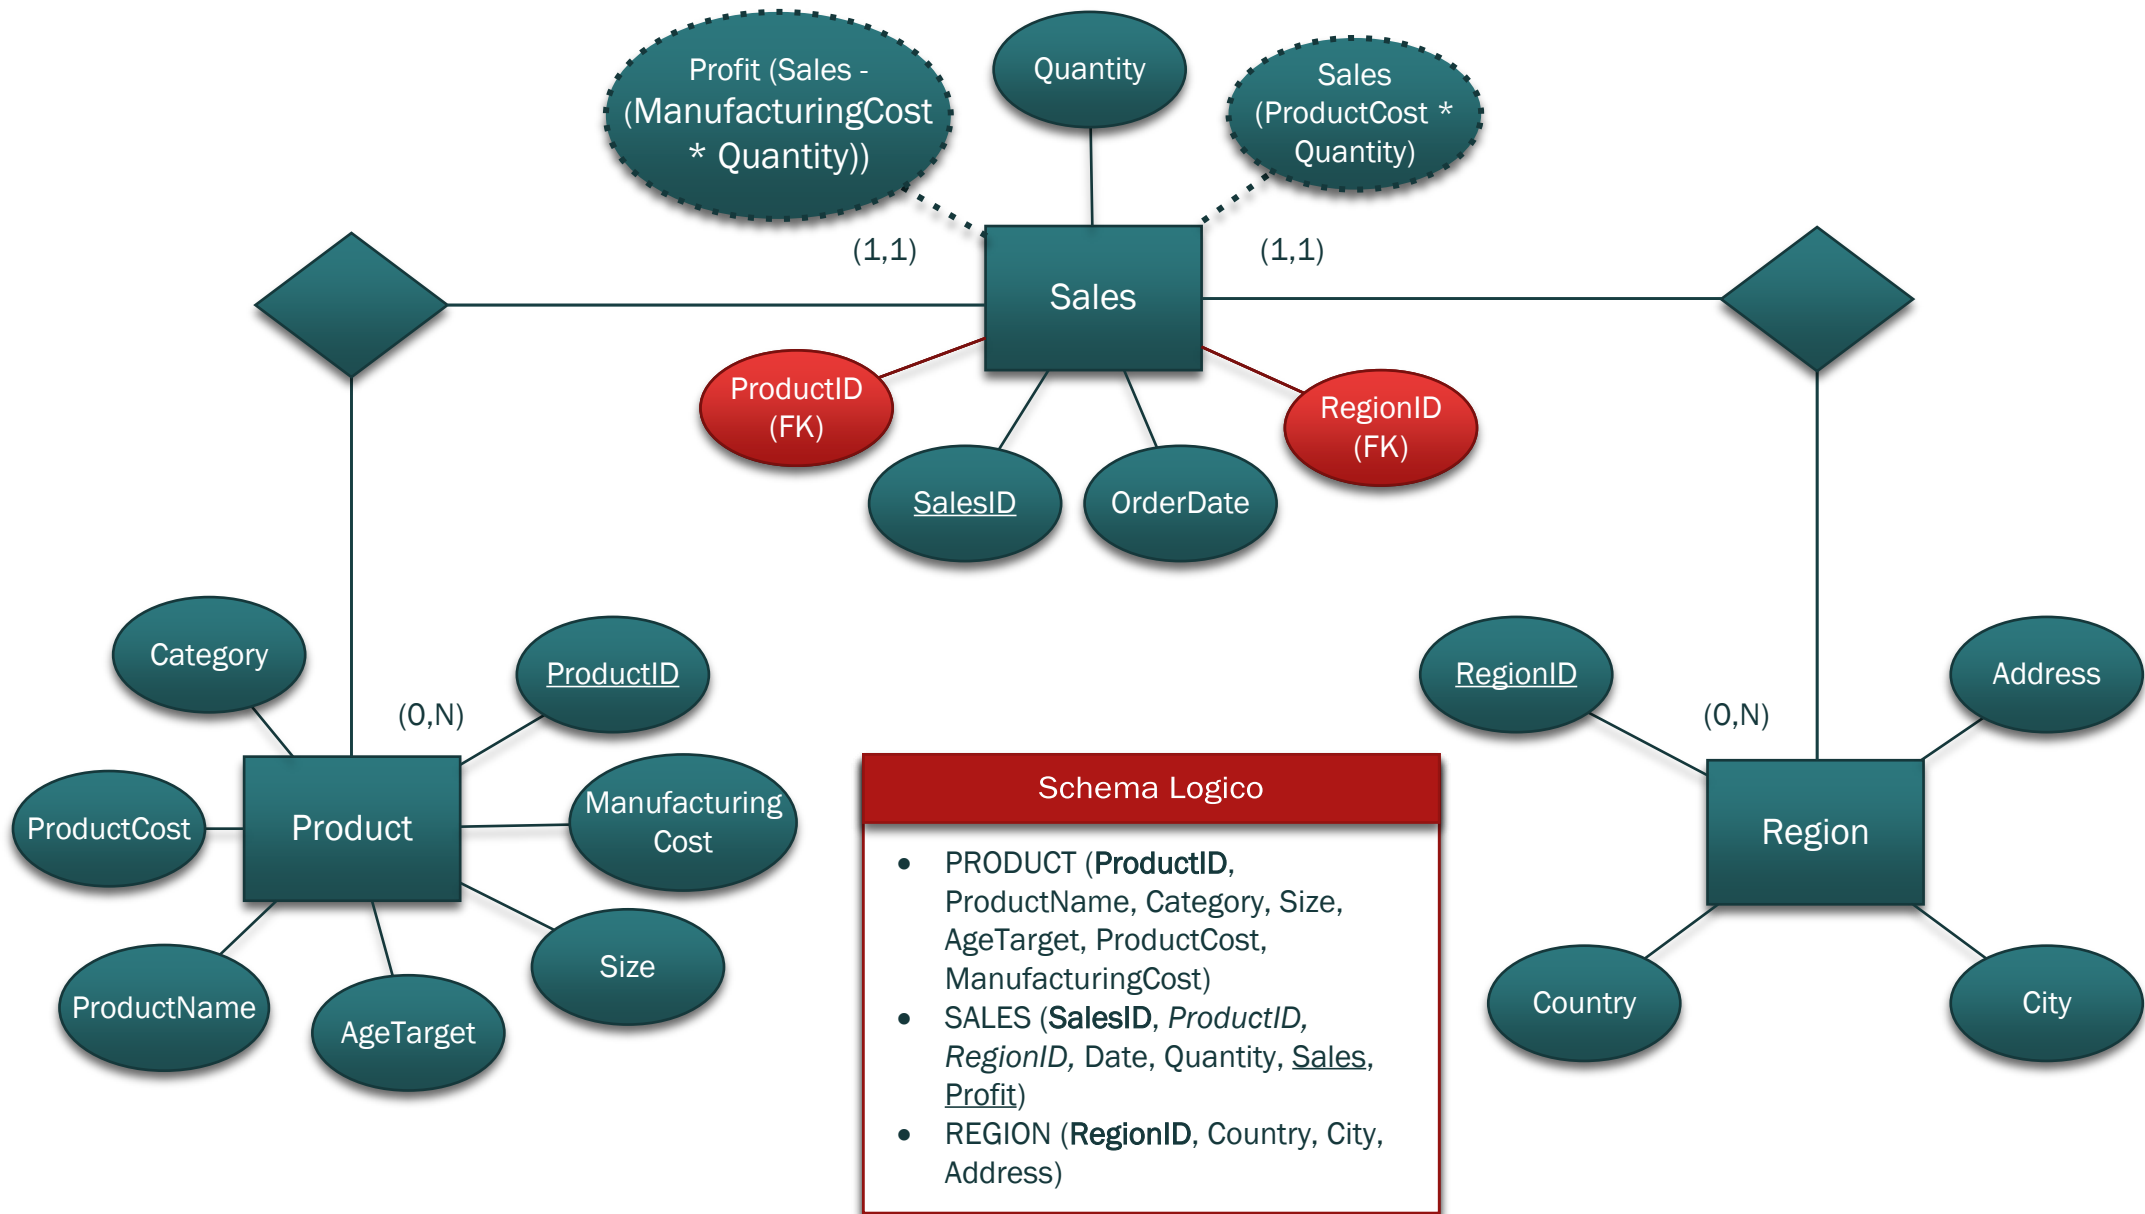 Profit (Sales -
(ManufacturingCost
* Quantity))
Quantity
Sales
(ProductCost *
Quantity)
(1,1)
(1,1)
Sales
ProductID
(FK)
RegionID
(FK)
SalesID
OrderDate
Category
ProductID
(0,N)
ProductCost
Product
Manufacturing
Cost
ProductName
AgeTarget
Size
RegionID
Address
(0,N)
Region
Country
City
Schema Logico
• PRODUCT (ProductID,
ProductName, Category, Size,
AgeTarget, ProductCost,
ManufacturingCost)
• SALES (SalesID, ProductID,
RegionID, Date, Quantity, Sales,
Profit)
• REGION (RegionID, Country, City,
Address)